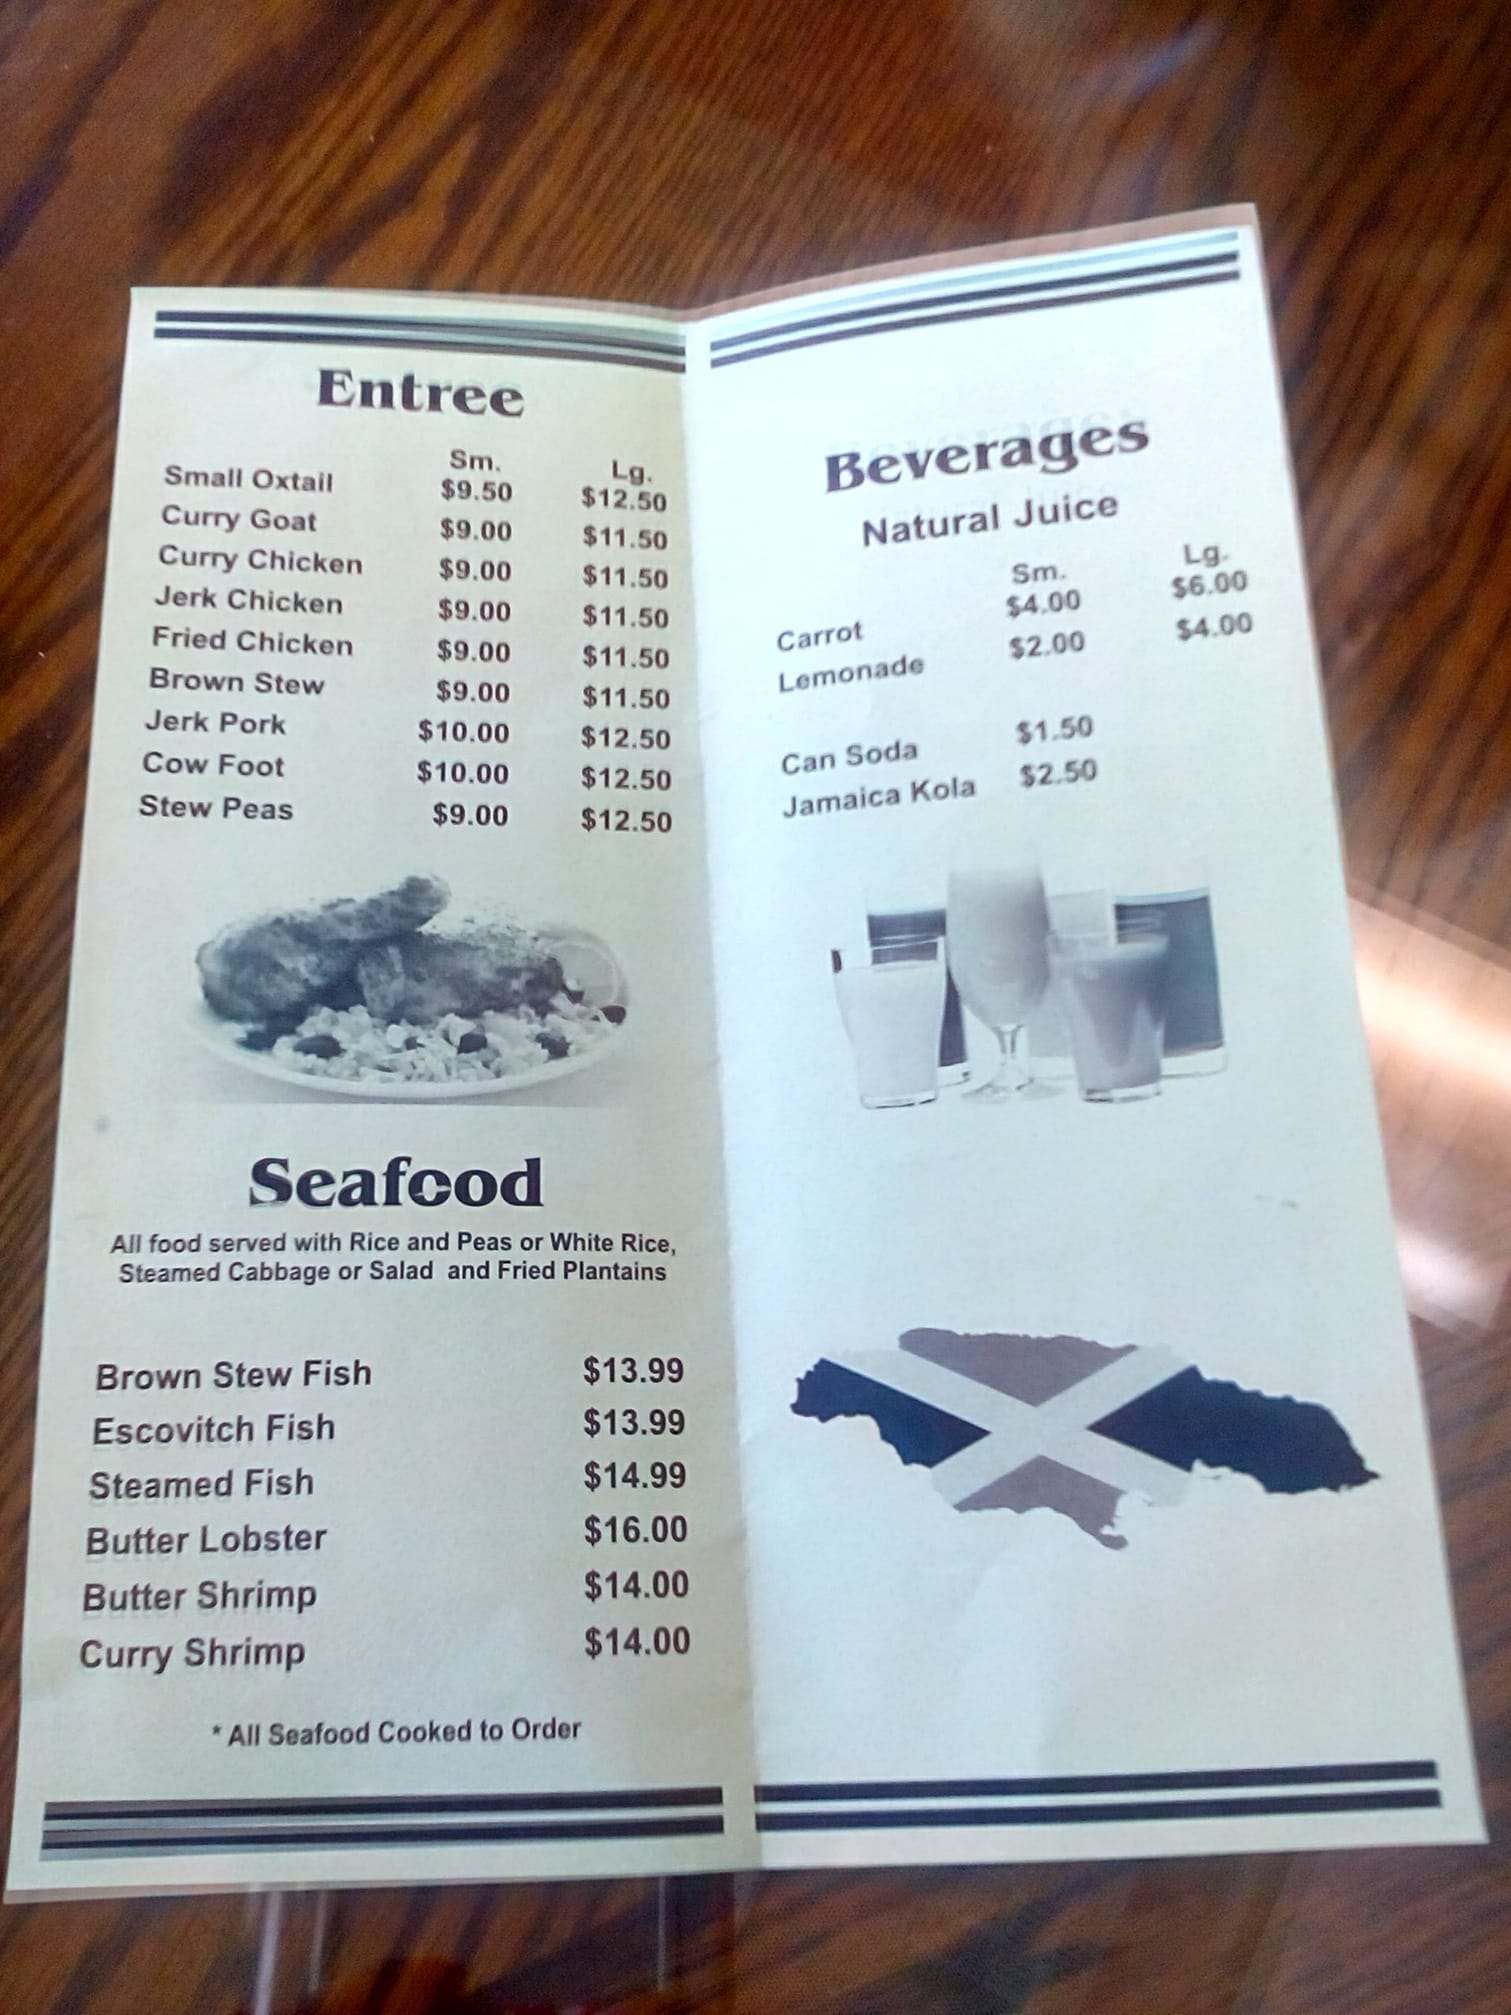 Entree
Sm. Lg.
Small Oxtail $9.50 $12.50
Curry Goat $9.00 $11.50
Curry Chicken $9.00 $11.50
Jerk Chicken $9.00 $11.50
Fried Chicken $9.00 $11.50
Brown Stew $9.00 $11.50
Jerk Pork $10.00 $12.50
Cow Foot $10.00 $12.50
Stew Peas $9.00 $12.50
Seafood
All food served with Rice and Peas or White Rice,
Steamed Cabbage or Salad and Fried Plantains
Brown Stew Fish $13.99
Escovitch Fish $13.99
Steamed Fish $14.99
Butter Lobster $16.00
Butter Shrimp $14.00
Curry Shrimp $14.00
* All Seafood Cooked to Order
Beverages
Natural Juice
Sm. Lg.
Carrot $4.00 $6.00
Lemonade $2.00 $4.00
Can Soda $1.50
Jamaica Kola $2.50